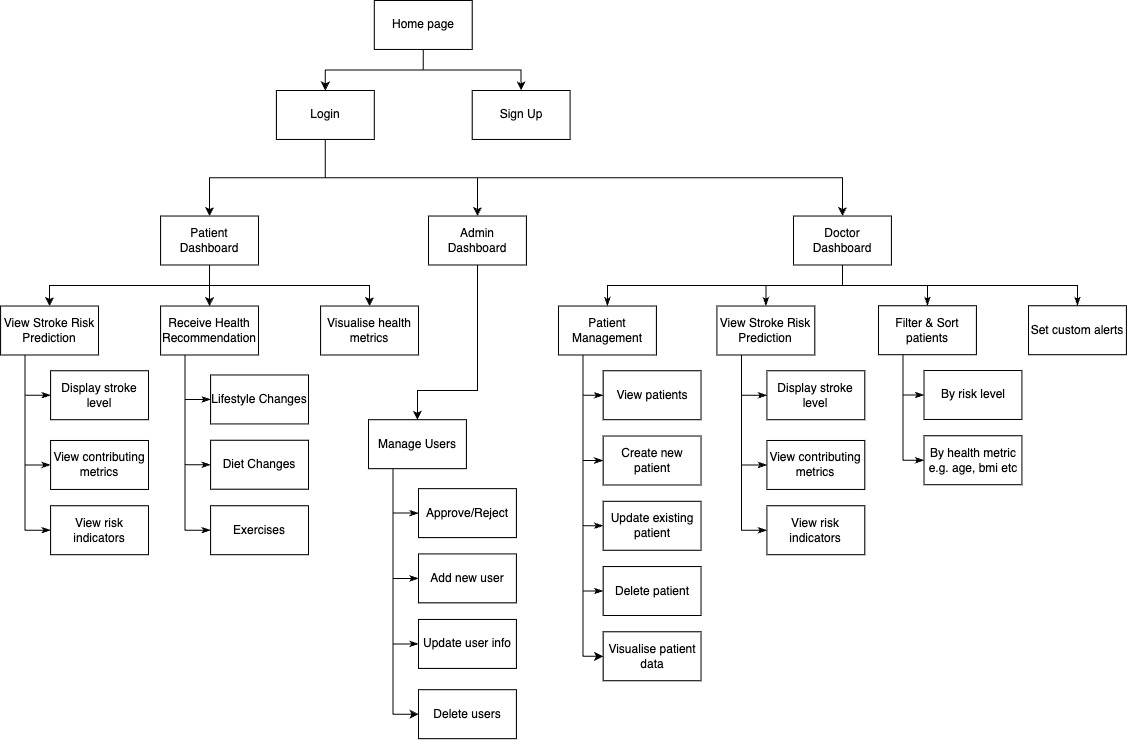 Home page
Login
Sign Up
Patient
Dashboard
Admin
Dashboard
Doctor
Dashboard
View Stroke Risk
Prediction
Receive Health
Recommendation
Visualise health
metrics
Patient
Management
View Stroke Risk
Prediction
Filter & Sort
patients
Set custom alerts
Display stroke
level
View contributing
metrics
View risk
indicators
Lifestyle Changes
Diet Changes
Exercises
Manage Users
Approve/Reject
Add new user
Update user info
Delete users
View patients
Create new
patient
Update existing
patient
Delete patient
Visualise patient
data
Display stroke
level
View contributing
metrics
View risk
indicators
By risk level
By health metric
e.g. age, bmi etc